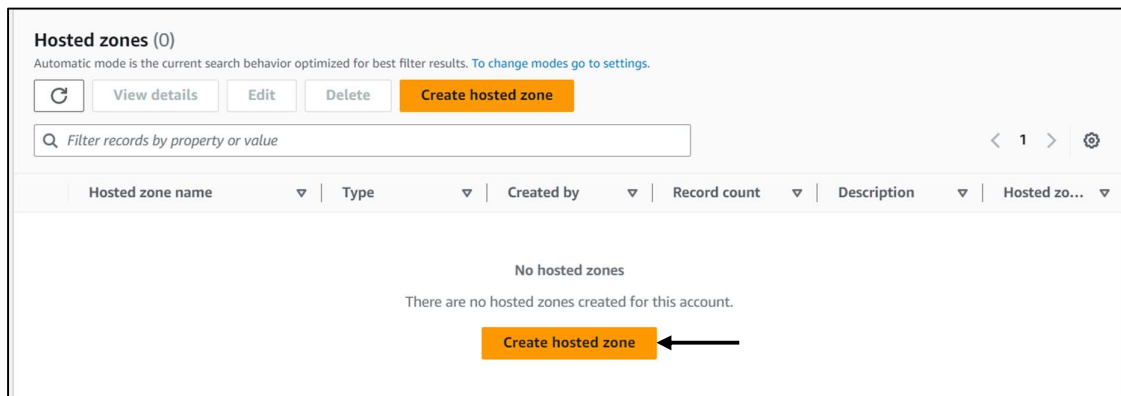 Hosted zones (0)
Automatic mode is the current search behavior optimized for best filter results. To change modes go to settings.
View details Edit Delete Create hosted zone
Filter records by property or value 1
Hosted zone name Type Created by Record count Description Hosted zo...
No hosted zones
There are no hosted zones created for this account.
Create hosted zone